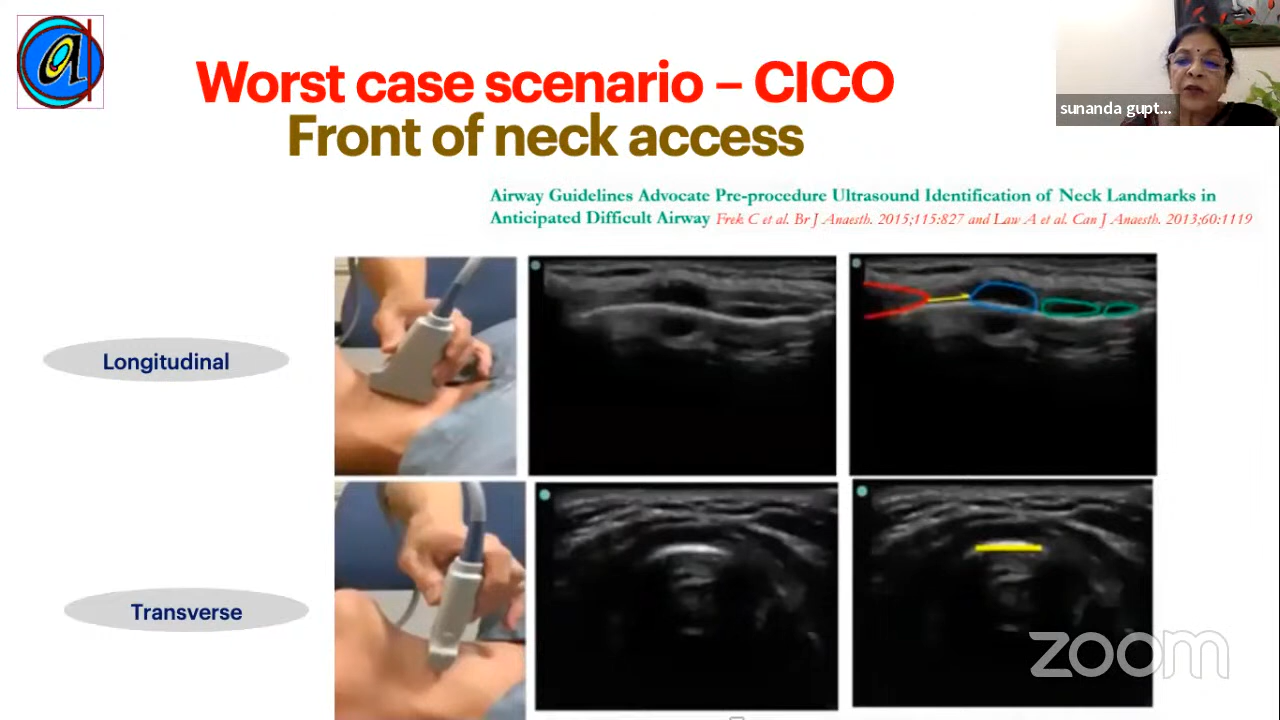 Worst case scenario – CICO
Front of neck access
sunanda gupt...
Airway Guidelines Advocate Pre-procedure Ultrasound Identification of Neck Landmarks in
Anticipated Difficult Airway Frek C et al. Br J Anaesth. 2015;115:827 and Law A et al. Can J Anaesth. 2013;60:1119
Longitudinal
Transverse
zoom